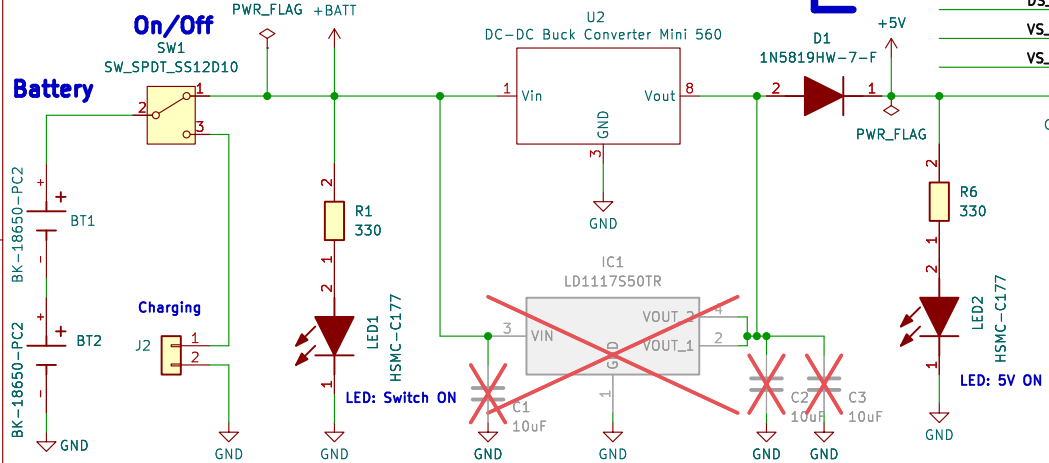 PWR_FLAG
+BATT
On/Off
SW1
SW_SPDT_SS12D10
Battery
1
2
3
U2
DC-DC Buck Converter Mini 560
1
Vin
Vout
8
GND
3
GND
D1
1N5819HW-7-F
2
1
+5V
PWR_FLAG
VS_
VS_
BK-18650-PC2
+
+
BT1
-
BK-18650-PC2
+
+
BT2
-
GND
Charging
J2
1
2
GND
2
R1
330
1
2
LED1
HSMC-C177
1
LED: Switch ON
GND
IC1
LD1117S50TR
3
VIN
VOUT_2
4
VOUT_1
2
GND
1
GND
C1
10uF
GND
C2
10uF
GND
C3
10uF
GND
2
R6
330
1
2
LED2
HSMC-C177
1
LED: 5V ON
GND